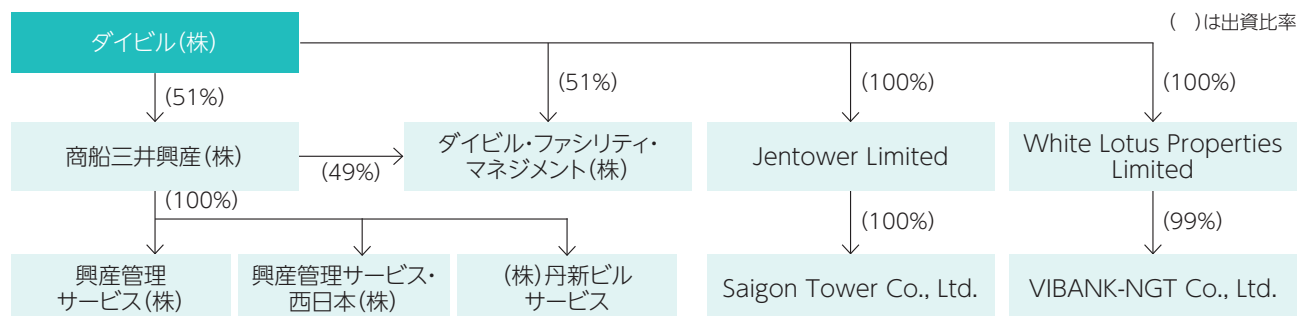 ( )は出資比率
ダイビル(株)
(51%)
(51%)
(100%)
(100%)
商船三井興産(株)
(49%)
ダイビル・ファシリティ・
マネジメント(株)
Jentower Limited
White Lotus Properties
Limited
(100%)
(100%)
(99%)
興産管理
サービス(株)
興産管理サービス・
西日本(株)
(株)丹新ビル
サービス
Saigon Tower Co., Ltd.
VIBANK-NGT Co., Ltd.